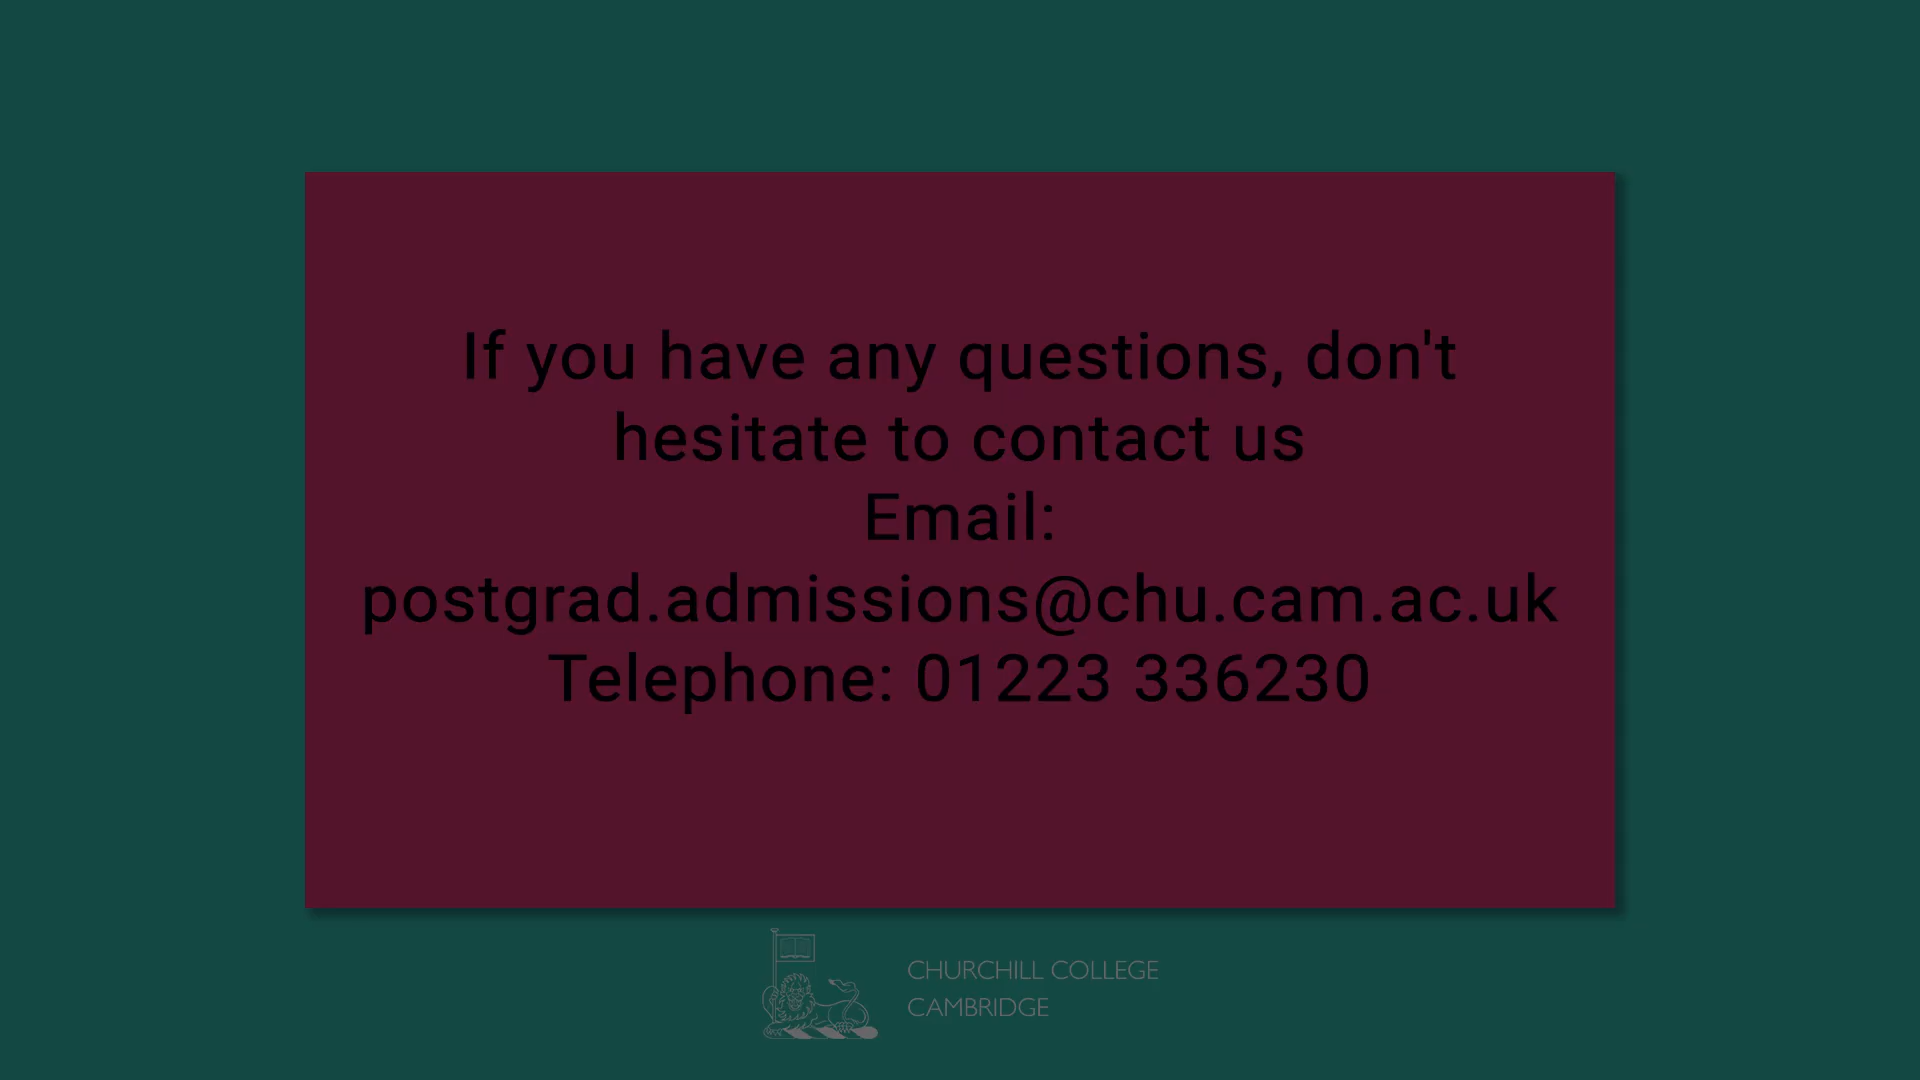 If you have any questions, don't
hesitate to contact us
Email:
postgrad.admissions@chu.cam.ac.uk
Telephone: 01223 336230
CHURCHILL COLLEGE
CAMBRIDGE